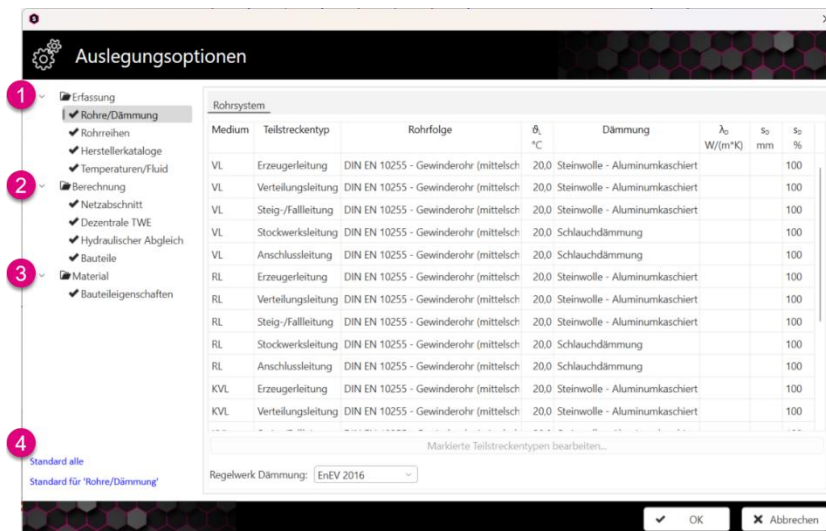 Auslegungsoptionen
1
Erfassung
Rohre/Dämmung
Rohrreihen
Herstellerkataloge
Temperaturen/Fluid
2
Berechnung
Netzabschnitt
Dezentrale TWE
Hydraulischer Abgleich
Bauteile
3
Material
Bauteileigenschaften
4
Standard alle
Standard für 'Rohre/Dämmung'
Rohrsystem
Medium Teilstreckentyp Rohrfolge ϑL Dämmung λD sD sD
°C W/(m*K) mm %
VL Erzeugerleitung DIN EN 10255 - Gewinderohr (mittelsch 20,0 Steinwolle - Aluminumkaschiert 100
VL Verteilungsleitung DIN EN 10255 - Gewinderohr (mittelsch 20,0 Steinwolle - Aluminumkaschiert 100
VL Steig-/Fallleitung DIN EN 10255 - Gewinderohr (mittelsch 20,0 Steinwolle - Aluminumkaschiert 100
VL Stockwerksleitung DIN EN 10255 - Gewinderohr (mittelsch 20,0 Schlauchdämmung 100
VL Anschlussleitung DIN EN 10255 - Gewinderohr (mittelsch 20,0 Schlauchdämmung 100
RL Erzeugerleitung DIN EN 10255 - Gewinderohr (mittelsch 20,0 Steinwolle - Aluminumkaschiert 100
RL Verteilungsleitung DIN EN 10255 - Gewinderohr (mittelsch 20,0 Steinwolle - Aluminumkaschiert 100
RL Steig-/Fallleitung DIN EN 10255 - Gewinderohr (mittelsch 20,0 Steinwolle - Aluminumkaschiert 100
RL Stockwerksleitung DIN EN 10255 - Gewinderohr (mittelsch 20,0 Schlauchdämmung 100
RL Anschlussleitung DIN EN 10255 - Gewinderohr (mittelsch 20,0 Schlauchdämmung 100
KVL Erzeugerleitung DIN EN 10255 - Gewinderohr (mittelsch 20,0 Steinwolle - Aluminumkaschiert 100
KVL Verteilungsleitung DIN EN 10255 - Gewinderohr (mittelsch 20,0 Steinwolle - Aluminumkaschiert 100
Markierte Teilstreckentypen bearbeiten...
Regelwerk Dämmung: EnEV 2016
OK
Abbrechen